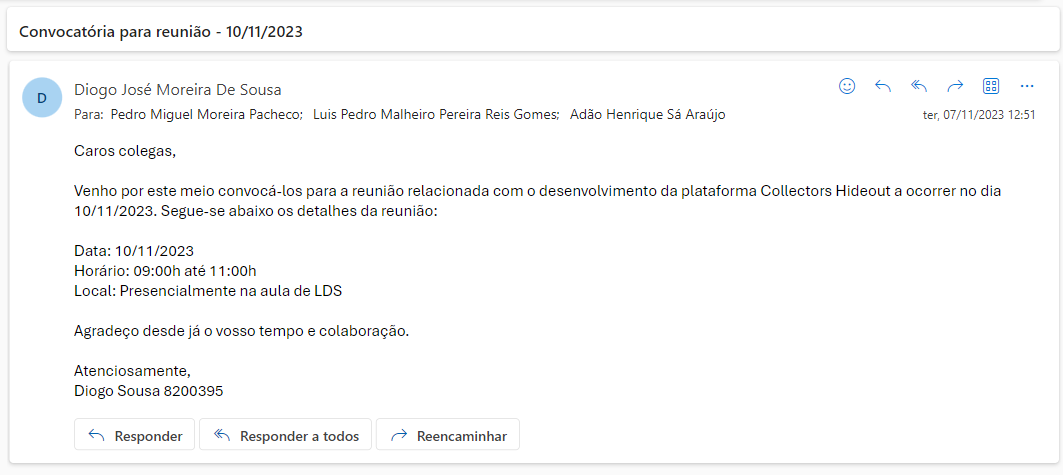 Convocatória para reunião - 10/11/2023
D
Diogo José Moreira De Sousa
Para: Pedro Miguel Moreira Pacheco; Luis Pedro Malheiro Pereira Reis Gomes; Adão Henrique Sá Araújo
ter, 07/11/2023 12:51
Caros colegas,
Venho por este meio convocá-los para a reunião relacionada com o desenvolvimento da plataforma Collectors Hideout a ocorrer no dia
10/11/2023. Segue-se abaixo os detalhes da reunião:
Data: 10/11/2023
Horário: 09:00h até 11:00h
Local: Presencialmente na aula de LDS
Agradeço desde já o vosso tempo e colaboração.
Atenciosamente,
Diogo Sousa 8200395
Responder
Responder a todos
Reencaminhar